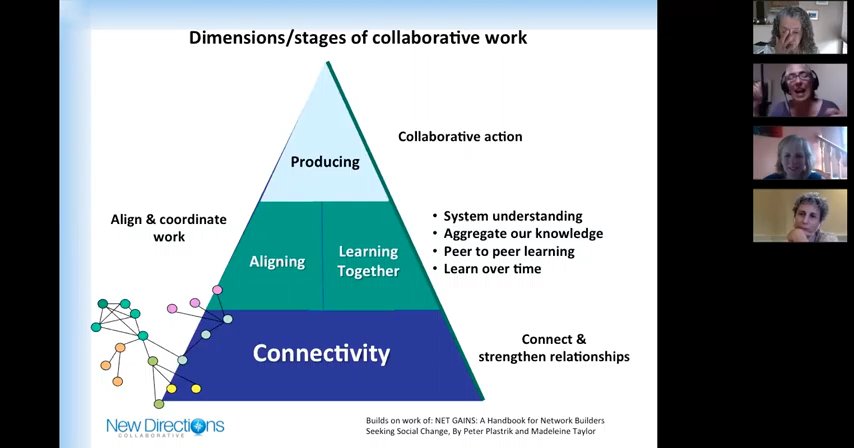 Dimensions/stages of collaborative work
Producing
Collaborative action
Align & coordinate
work
Aligning
Learning
Together
• System understanding
• Aggregate our knowledge
• Peer to peer learning
• Learn over time
Connectivity
Connect &
strengthen relationships
New Directions
COLLABORATIVE
Builds on work of: NET GAINS: A Handbook for Network Builders
Seeking Social Change, By Peter Plastrik and Madeleine Taylor